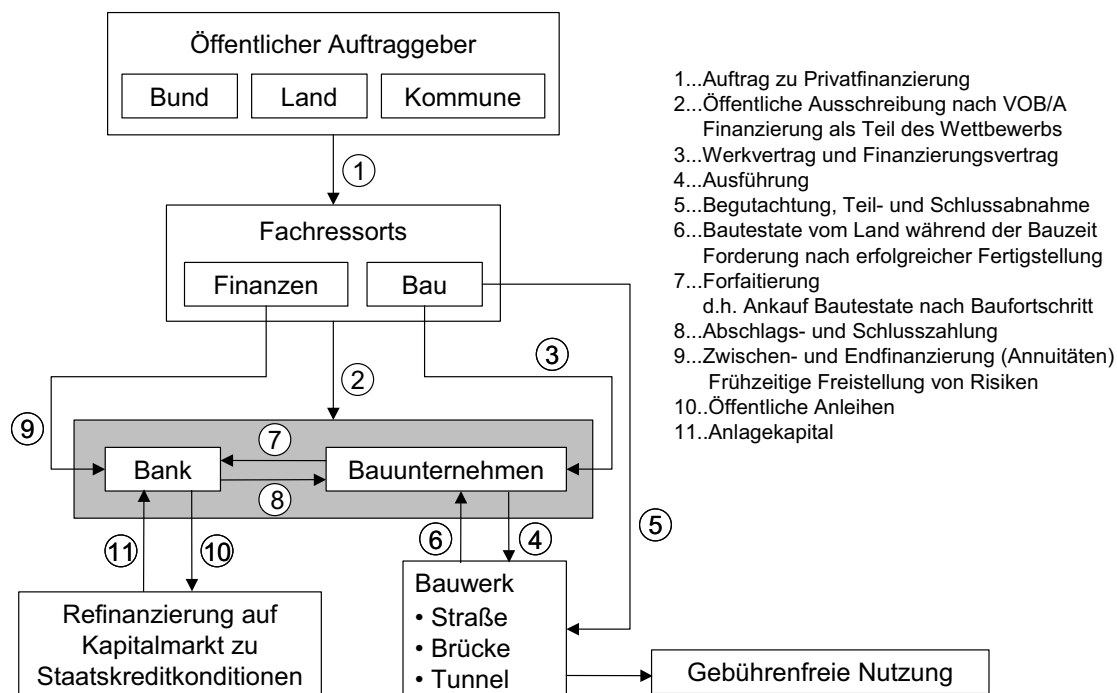 Öffentlicher Auftraggeber
Bund Land Kommune
1
Fachressorts
Finanzen Bau
3
2
9
7
Bank Bauunternehmen
8
5
11 10 6 4
Refinanzierung auf
Kapitalmarkt zu
Staatskreditkonditionen
Bauwerk
• Straße
• Brücke
• Tunnel
Gebührenfreie Nutzung
1...Auftrag zu Privatfinanzierung
2...Öffentliche Ausschreibung nach VOB/A
Finanzierung als Teil des Wettbewerbs
3...Werkvertrag und Finanzierungsvertrag
4...Ausführung
5...Begutachtung, Teil- und Schlussabnahme
6...Bautestate vom Land während der Bauzeit
Forderung nach erfolgreicher Fertigstellung
7...Forfaitierung
d.h. Ankauf Bautestate nach Baufortschritt
8...Abschlags- und Schlusszahlung
9...Zwischen- und Endfinanzierung (Annuitäten)
Frühzeitige Freistellung von Risiken
10..Öffentliche Anleihen
11..Anlagekapital